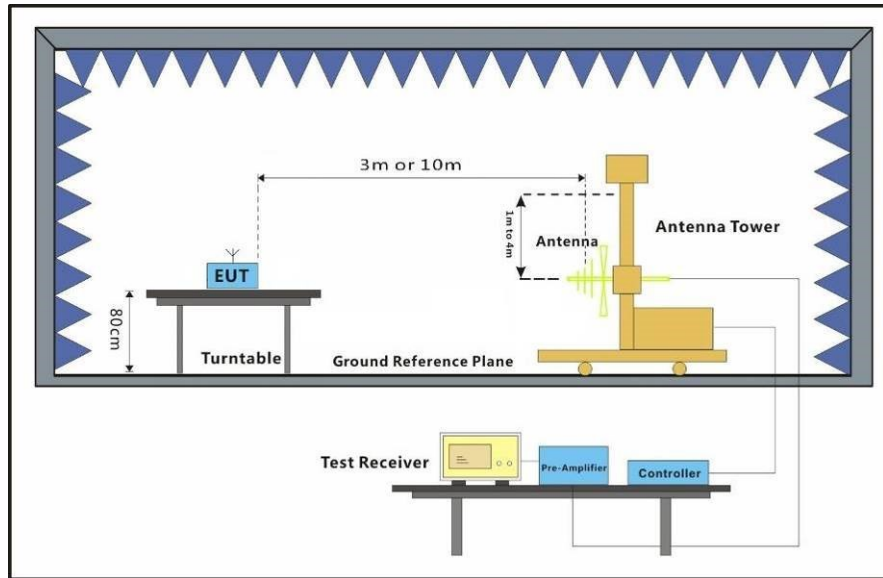 3m or 10m
1m to 4m
Antenna
Antenna Tower
EUT
80cm
Turntable
Ground Reference Plane
Test Receiver
Pre-Amplifier
Controller